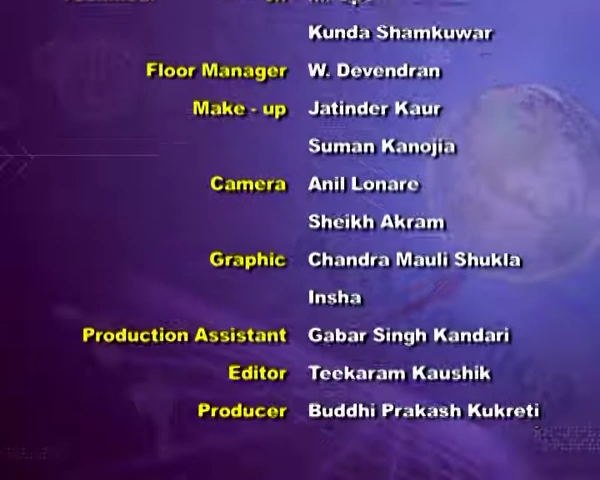 Kunda Shamkuwar
Floor Manager W. Devendran
Make - up Jatinder Kaur
Suman Kanojia
Camera Anil Lonare
Sheikh Akram
Graphic Chandra Mauli Shukla
Insha
Production Assistant Gabar Singh Kandari
Editor Teekaram Kaushik
Producer Buddhi Prakash Kukreti